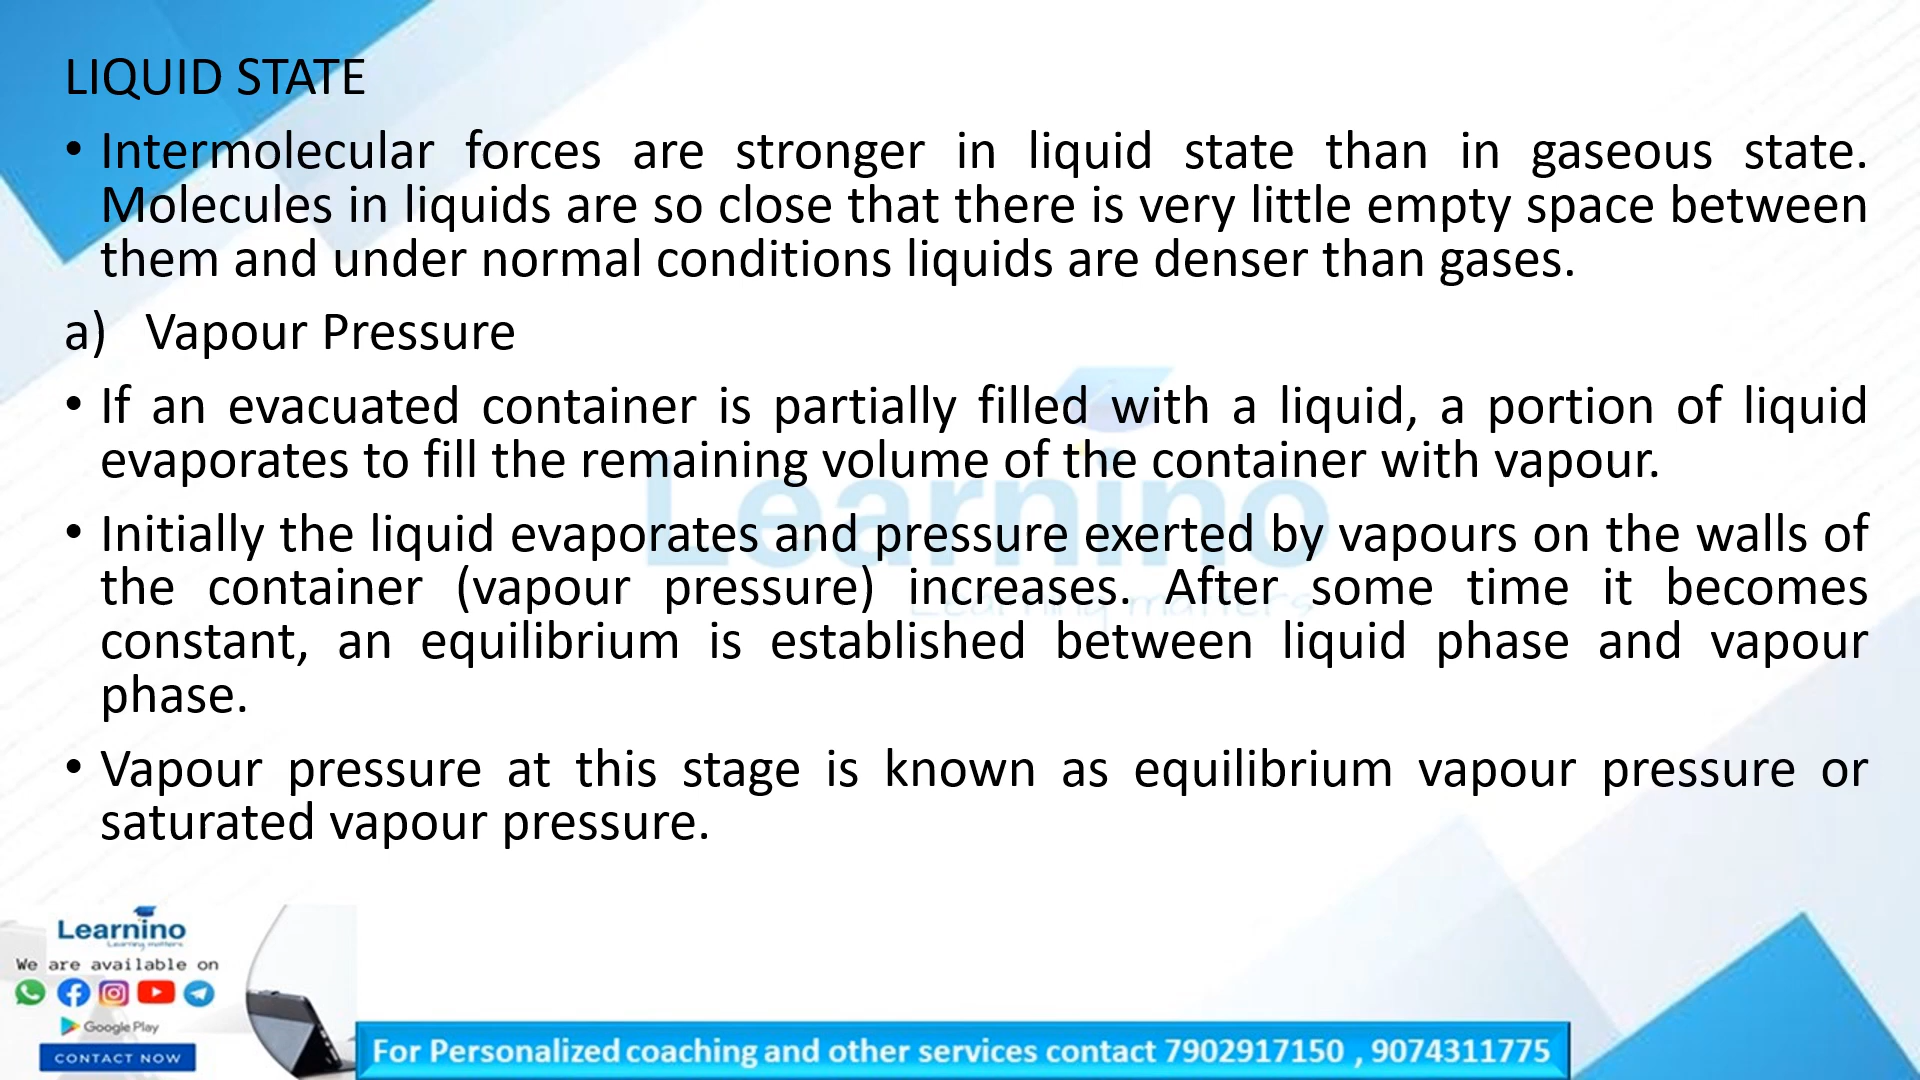 LIQUID STATE
• Intermolecular forces are stronger in liquid state than in gaseous state.
Molecules in liquids are so close that there is very little empty space between
them and under normal conditions liquids are denser than gases.
a) Vapour Pressure
• If an evacuated container is partially filled with a liquid, a portion of liquid
evaporates to fill the remaining volume of the container with vapour.
Learnino
• Initially the liquid evaporates and pressure exerted by vapours on the walls of
the container (vapour pressure) increases. After some time it becomes
Learning matters
constant, an equilibrium is established between liquid phase and vapour
phase.
• Vapour pressure at this stage is known as equilibrium vapour pressure or
saturated vapour pressure.
Learnino
Learning matters
We are available on
Google Play
CONTACT NOW
For Personalized coaching and other services contact 7902917150 , 9074311775